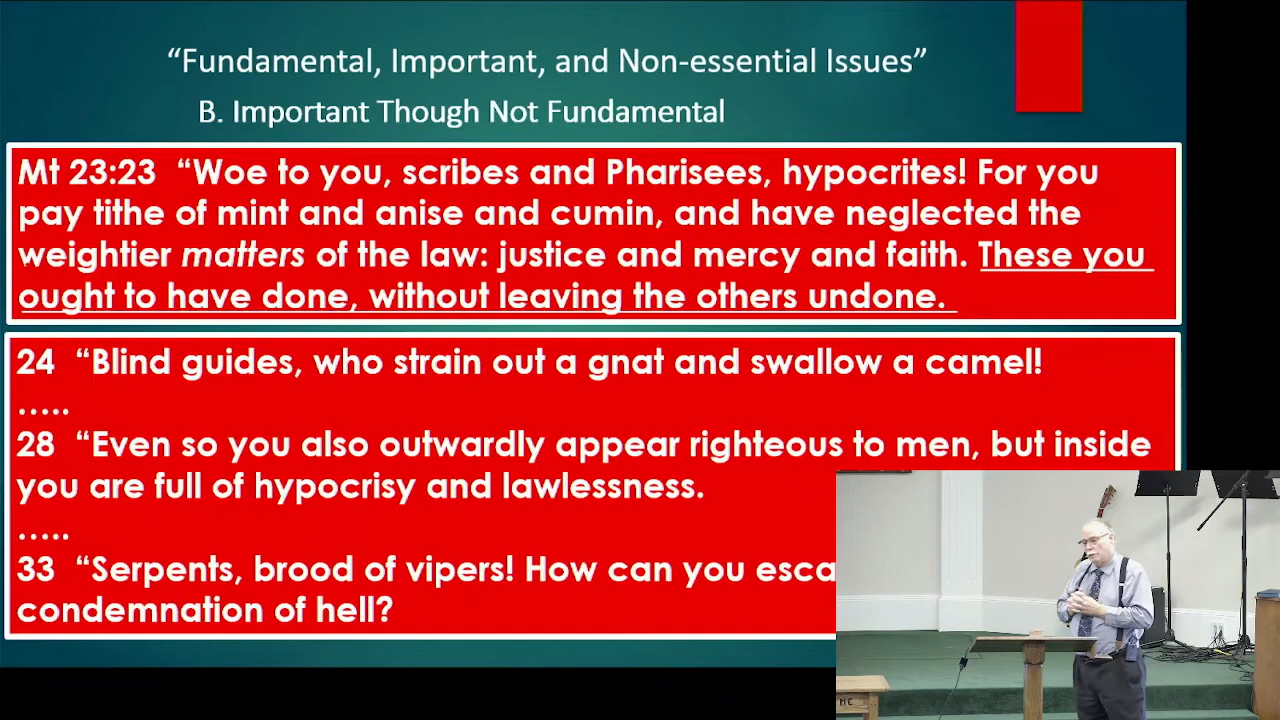 “Fundamental, Important, and Non-essential Issues”
B. Important Though Not Fundamental
Mt 23:23 “Woe to you, scribes and Pharisees, hypocrites! For you
pay tithe of mint and anise and cumin, and have neglected the
weightier matters of the law: justice and mercy and faith. These you
ought to have done, without leaving the others undone.
24 “Blind guides, who strain out a gnat and swallow a camel!
.....
28 “Even so you also outwardly appear righteous to men, but inside
you are full of hypocrisy and lawlessness.
.....
33 “Serpents, brood of vipers! How can you esca
condemnation of hell?